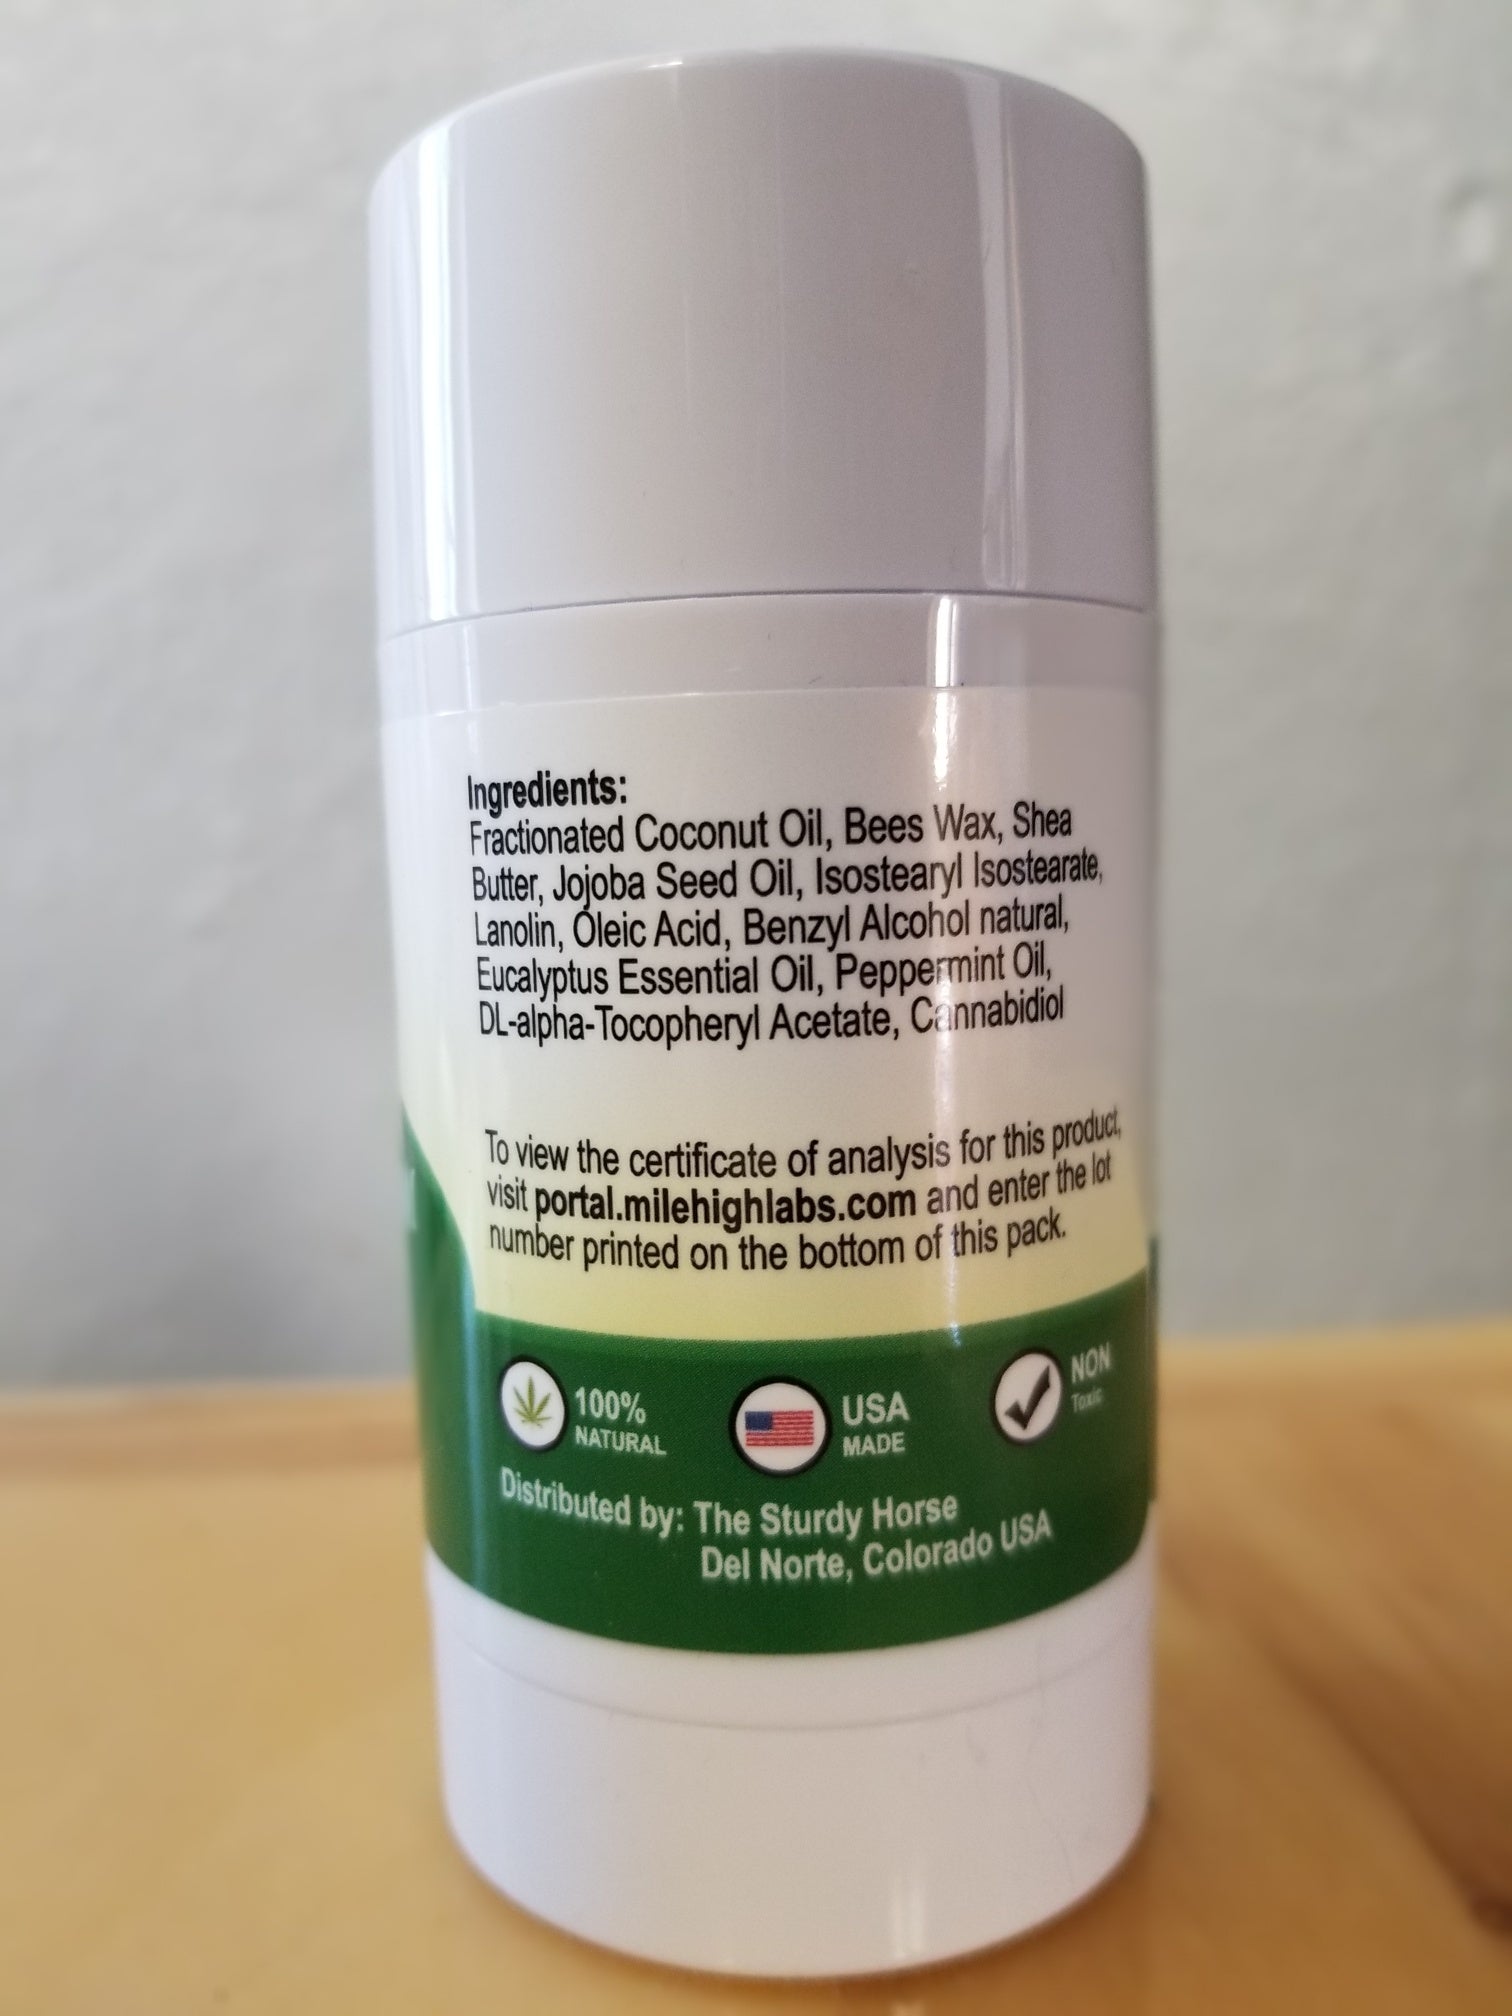 Ingredients:
Fractionated Coconut Oil, Bees Wax, Shea
Butter, Jojoba Seed Oil, Isostearyl Isostearate,
Lanolin, Oleic Acid, Benzyl Alcohol natural,
Eucalyptus Essential Oil, Peppermint Oil,
DL-alpha-Tocopheryl Acetate, Cannabidiol
To view the certificate of analysis for this product,
visit portal.milehighlabs.com and enter the lot
number printed on the bottom of this pack.
100%
NATURAL
USA
MADE
NON
Toxic
Distributed by: The Sturdy Horse
Del Norte, Colorado USA